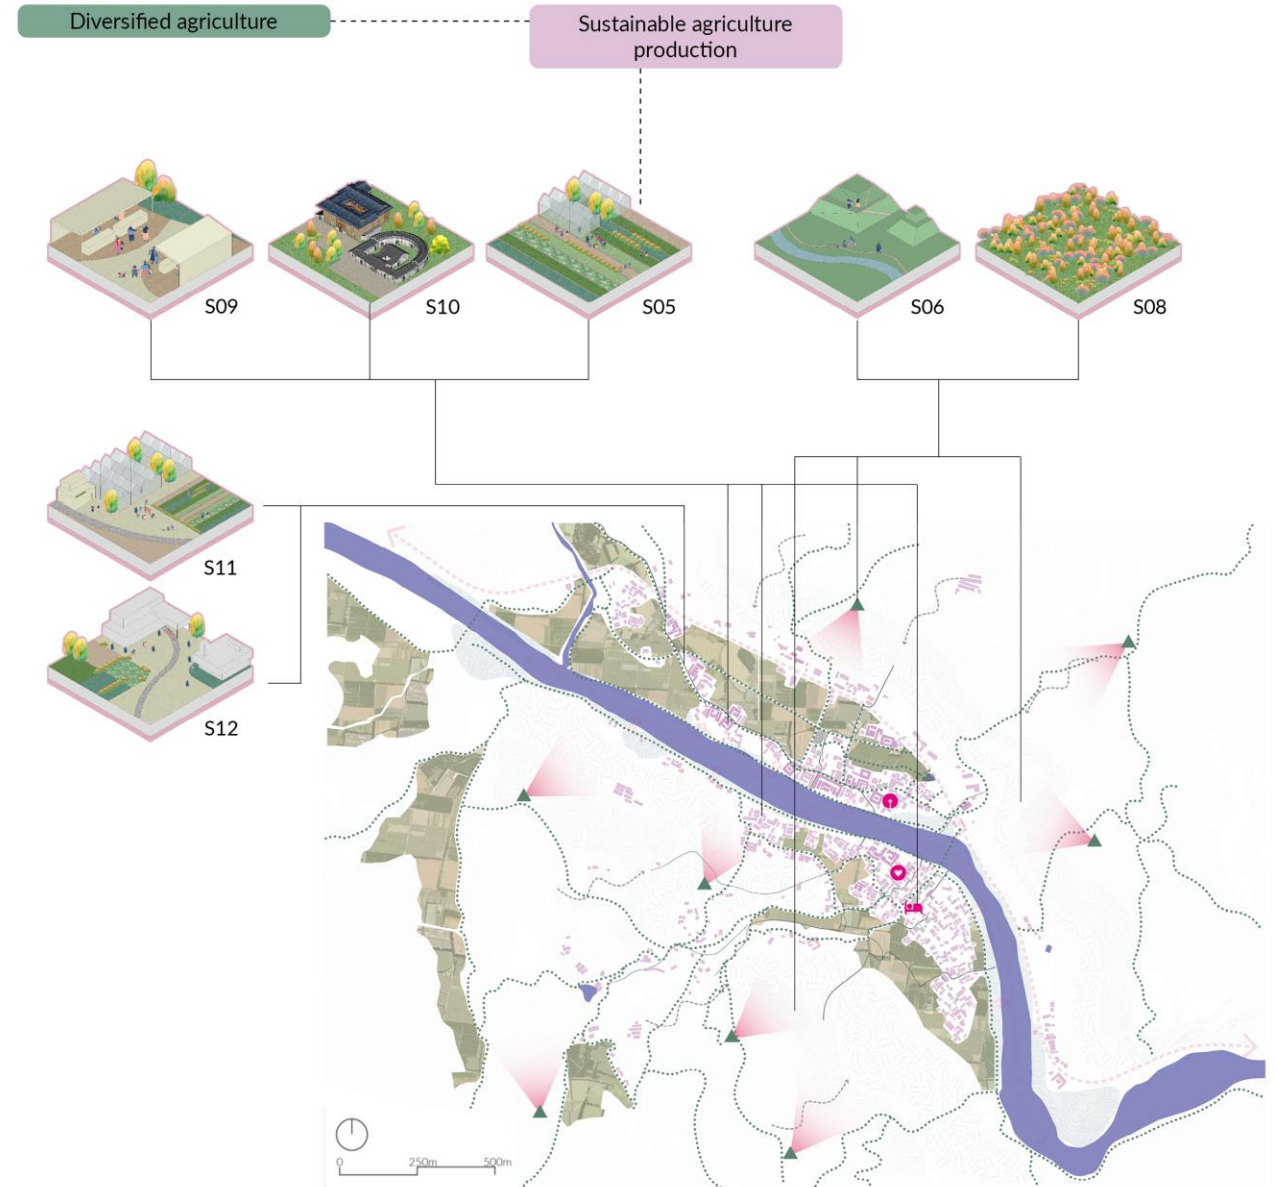 Diversified agriculture
Sustainable agriculture
production
S09
S10
S05
S06
S08
S11
S12
0
250m
500m